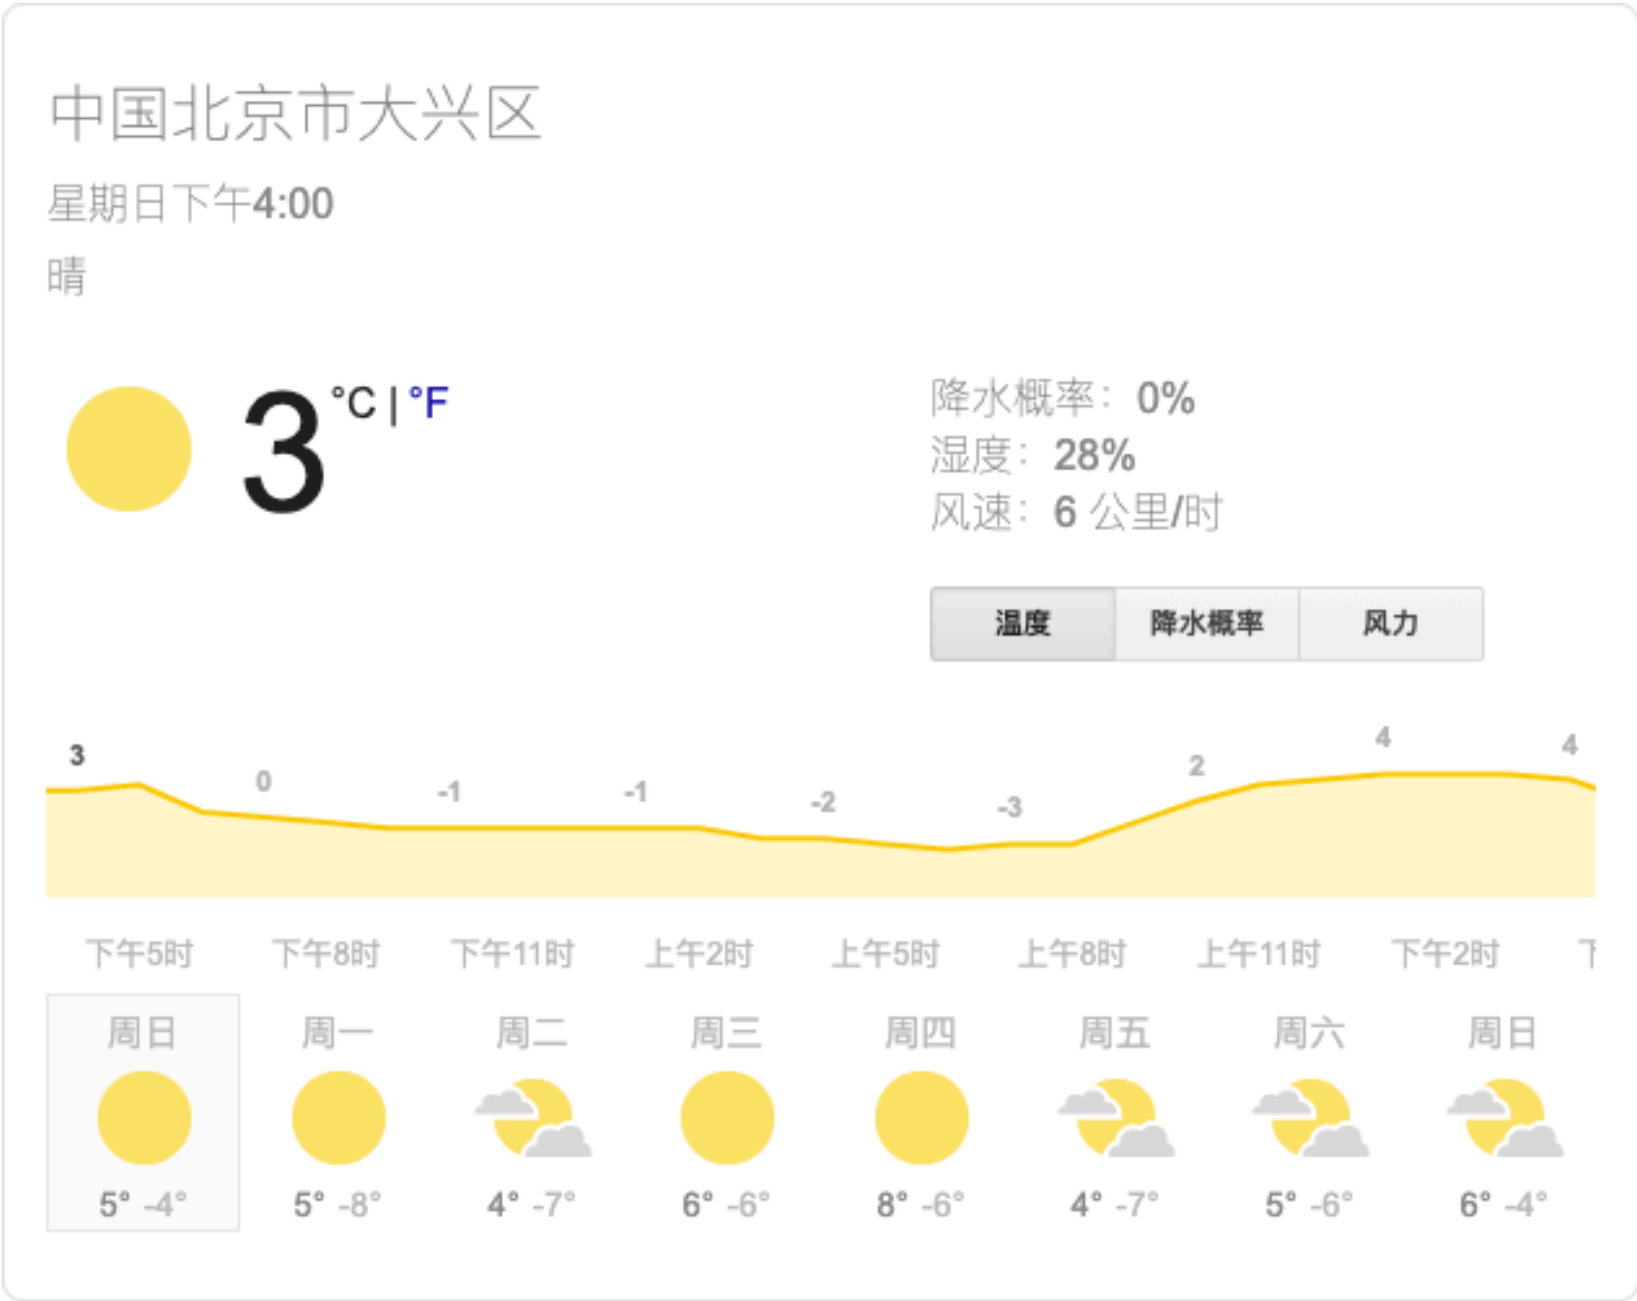 中国北京市大兴区
星期日下午4:00
晴
3 °C | °F
降水概率： 0%
湿度： 28%
风速： 6 公里/时
温度 降水概率 风力
3 0 -1 -1 -2 -3 2 4 4
下午5时 下午8时 下午11时 上午2时 上午5时 上午8时 上午11时 下午2时 下
周日 周一 周二 周三 周四 周五 周六 周日
5° -4° 5° -8° 4° -7° 6° -6° 8° -6° 4° -7° 5° -6° 6° -4°